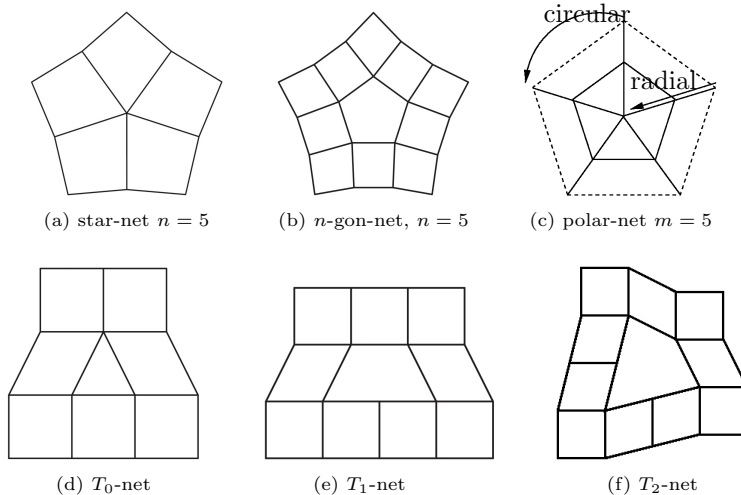 circular
radial
(a) star-net n = 5
(b) n-gon-net, n = 5
(c) polar-net m = 5
(d) T₀-net
(e) T₁-net
(f) T₂-net